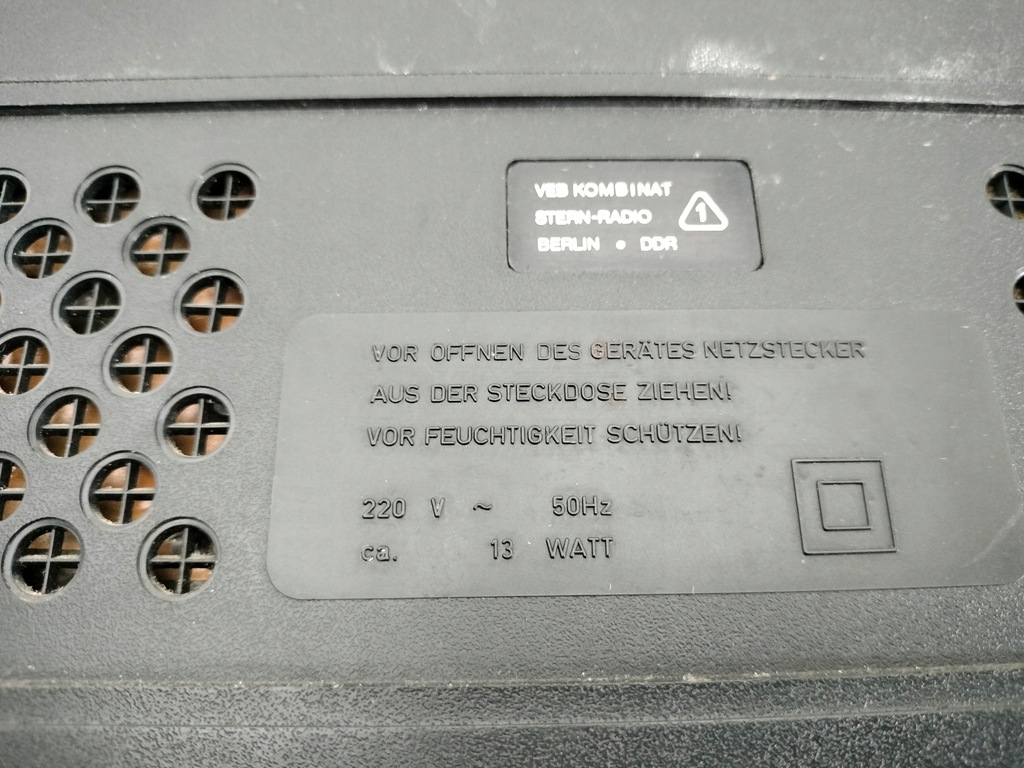 VEB KOMBINAT
STERN-RADIO
BERLIN • DDR
1
VOR ÖFFNEN DES GERÄTES NETZSTECKER
AUS DER STECKDOSE ZIEHEN!
VOR FEUCHTIGKEIT SCHÜTZEN!
220 V ~ 50Hz
ca. 13 WATT